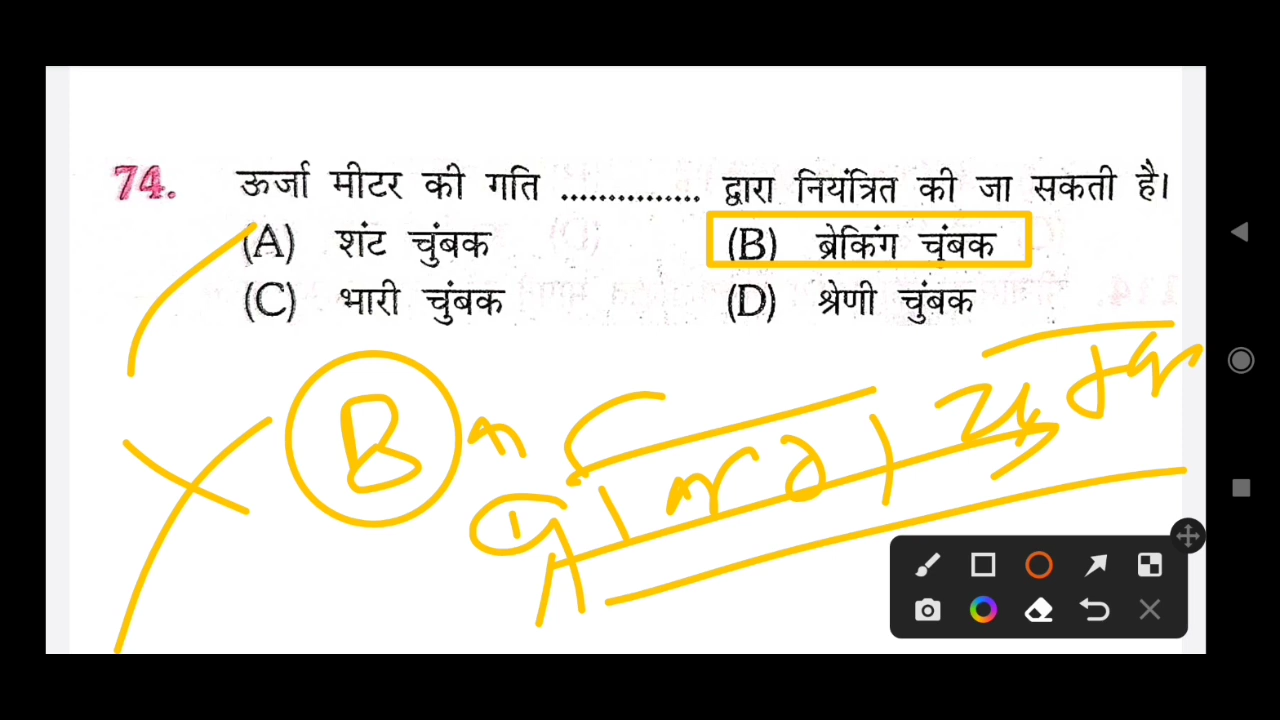 74. ऊर्जा मीटर की गति ............... द्वारा नियंत्रित की जा सकती है।
(A) शंट चुंबक (B) ब्रेकिंग चुंबक
(C) भारी चुंबक (D) श्रेणी चुंबक
B